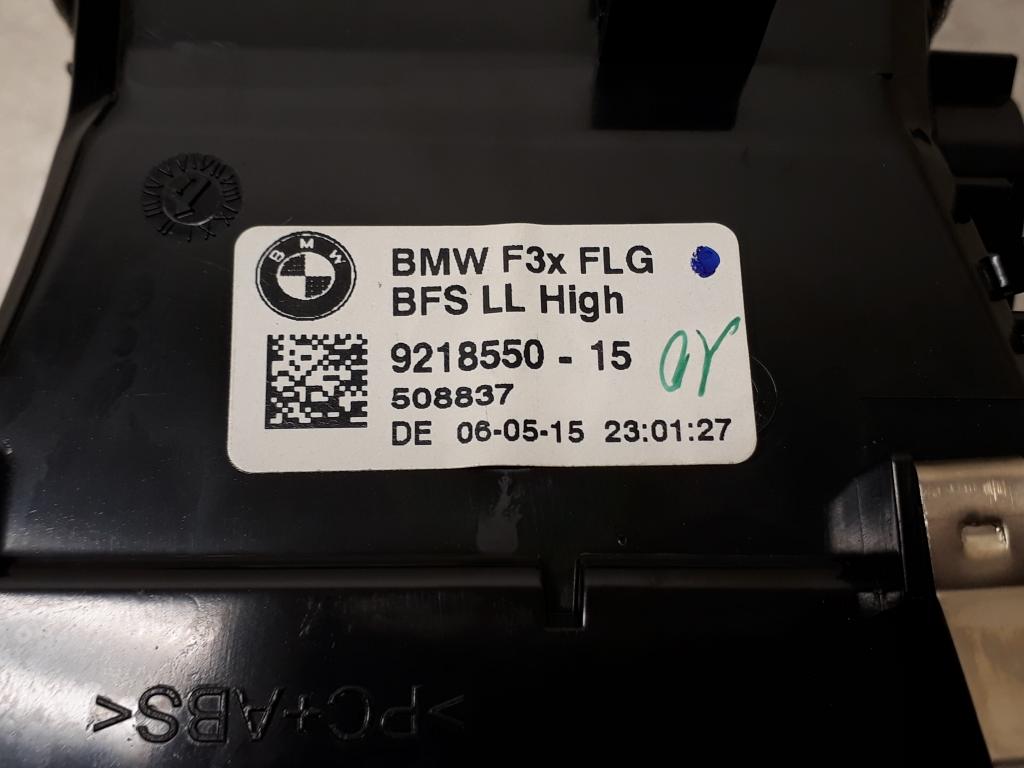 BMW
BMW F3x FLG
BFS LL High
9218550 - 15
508837
DE 06-05-15 23:01:27
>PC+ABS<